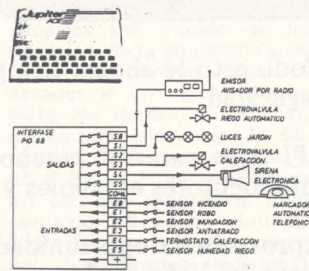 Jupiter
ACE
EMISOR
AVISADOR POR RADIO
ELECTROVALVULA
RIEGO AUTOMATICO
INTERFASE
PIO 6B
LUCES JARDIN
ELECTROVALVULA
CALEFACCION
SALIDAS
SIRENA
ELECTRONICA
S0
S1
S2
S3
S4
S5
COM.
E0
E1
E2
E3
E4
E5
+
ENTRADAS
SENSOR INCENDIO
SENSOR ROBO
SENSOR INUNDACION
SENSOR ANTIATRACO
TERMOSTATO CALEFACCION
SENSOR HUMEDAD RIEGO
MARCADOR
AUTOMATICO
TELEFONICO